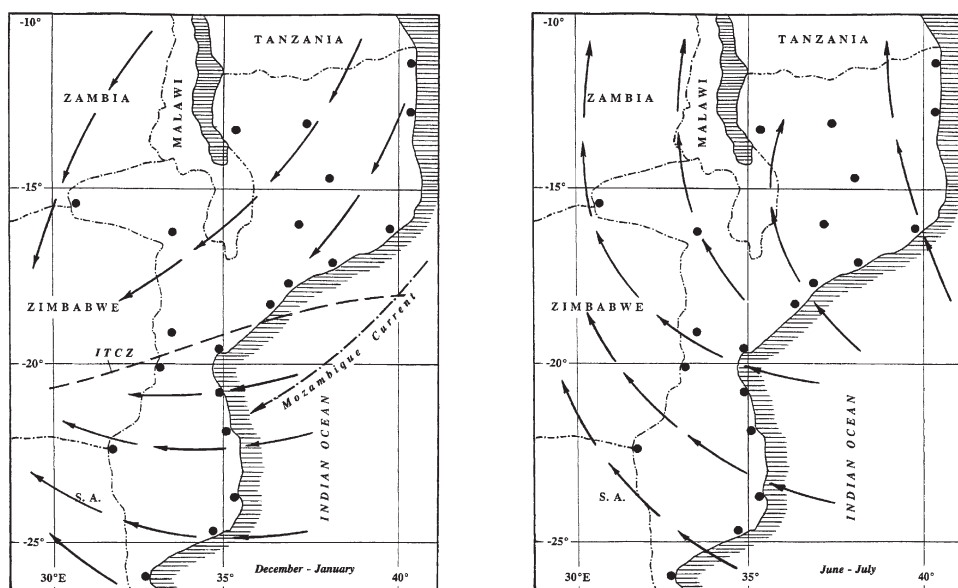 -10°
TANZANIA
ZAMBIA
MALAWI
-15°
ZIMBABWE
ITCZ
Mozambique Current
-20°
INDIAN OCEAN
S. A.
-25°
December - January
30°E
35°
40°
-10°
TANZANIA
ZAMBIA
MALAWI
-15°
ZIMBABWE
-20°
INDIAN OCEAN
S. A.
-25°
June - July
30°E
35°
40°